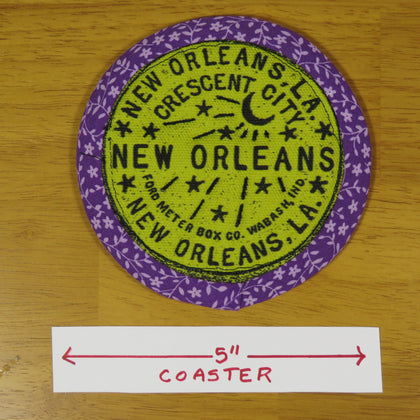 NEW ORLEANS, LA.
CRESCENT CITY
NEW ORLEANS
FORD METER BOX CO. WABASH, IND.
NEW ORLEANS, LA.
5"
COASTER